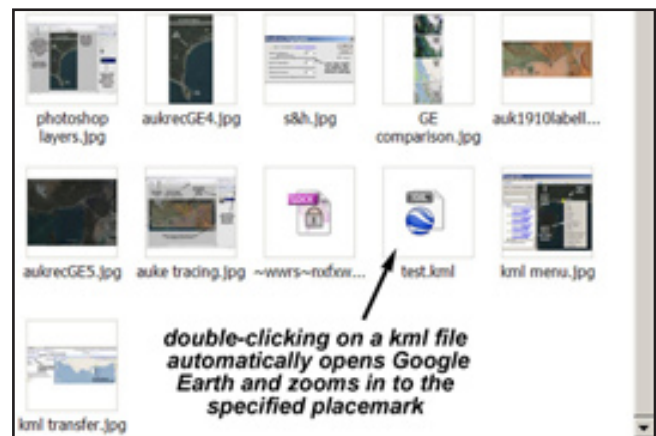 photoshop
layers.jpg
aukrecGE4.jpg
s&h.jpg
GE
comparison.jpg
auk1910labell...
LOCK
KML
aukrecGE5.jpg
auke tracing.jpg
test.kml
kml menu.jpg
double-clicking on a kml file
automatically opens Google
Earth and zooms in to the
specified placemark
kml transfer.jpg